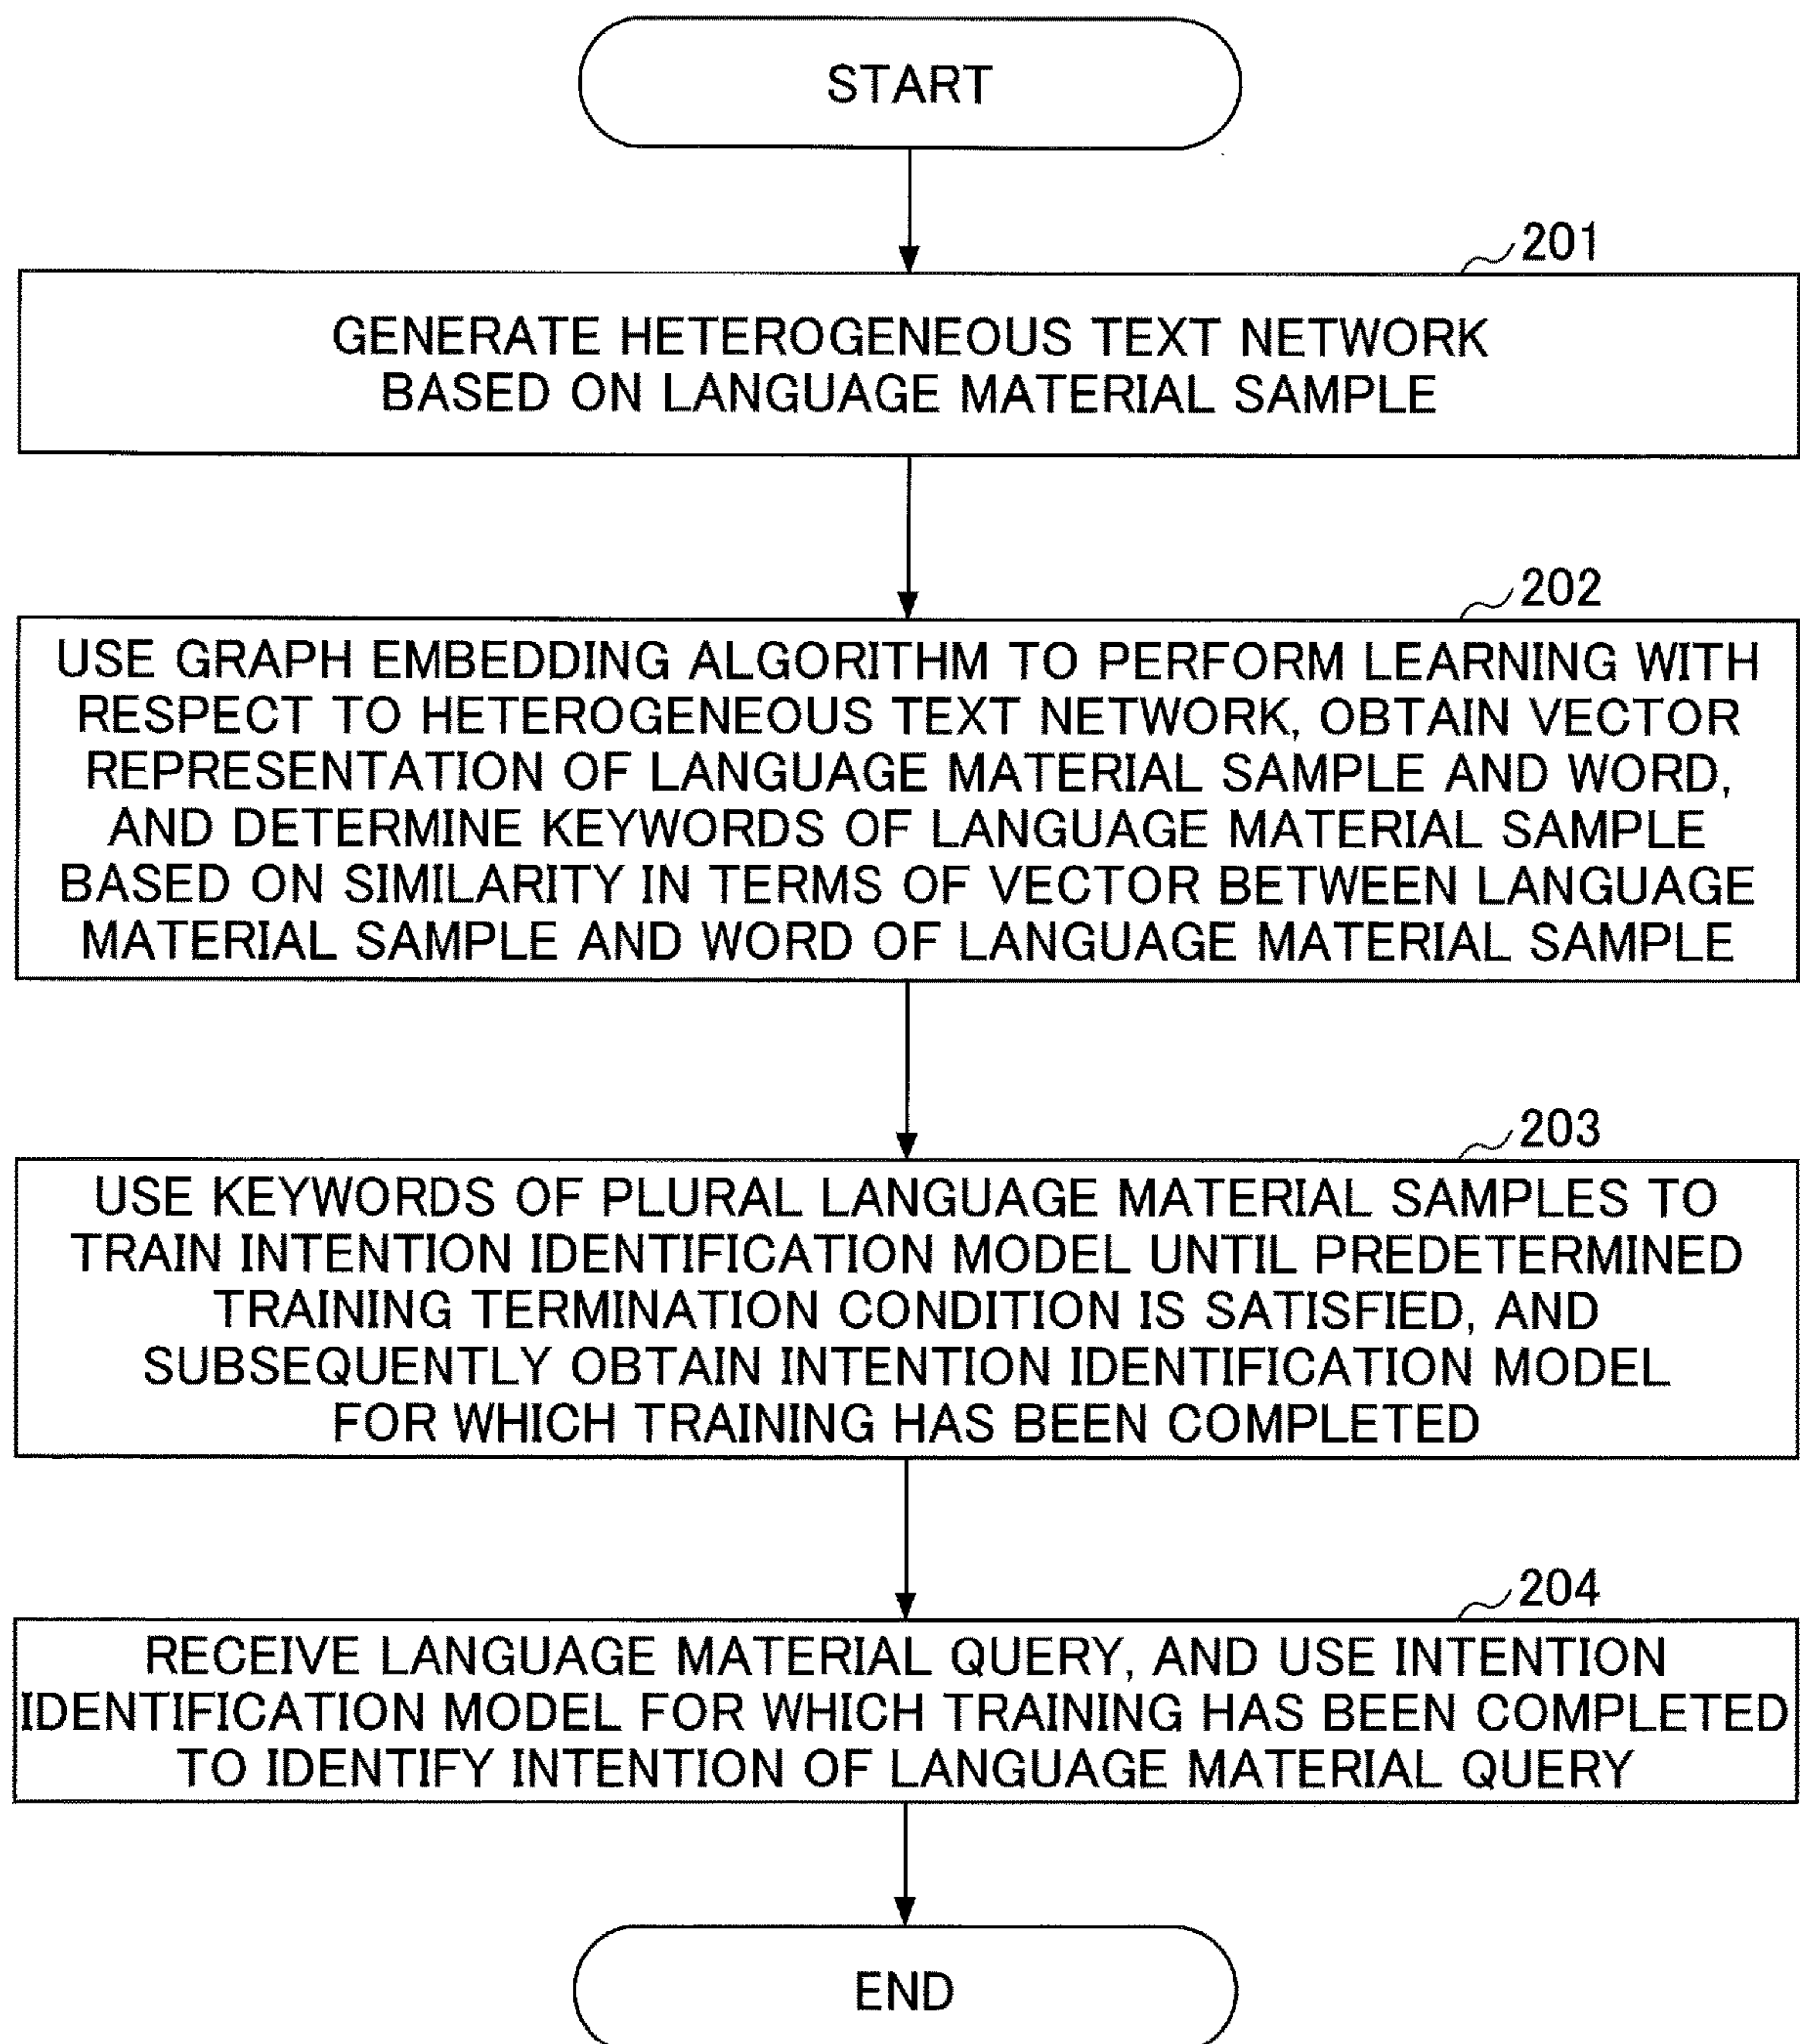 START
201
GENERATE HETEROGENEOUS TEXT NETWORK
BASED ON LANGUAGE MATERIAL SAMPLE
202
USE GRAPH EMBEDDING ALGORITHM TO PERFORM LEARNING WITH
RESPECT TO HETEROGENEOUS TEXT NETWORK, OBTAIN VECTOR
REPRESENTATION OF LANGUAGE MATERIAL SAMPLE AND WORD,
AND DETERMINE KEYWORDS OF LANGUAGE MATERIAL SAMPLE
BASED ON SIMILARITY IN TERMS OF VECTOR BETWEEN LANGUAGE
MATERIAL SAMPLE AND WORD OF LANGUAGE MATERIAL SAMPLE
203
USE KEYWORDS OF PLURAL LANGUAGE MATERIAL SAMPLES TO
TRAIN INTENTION IDENTIFICATION MODEL UNTIL PREDETERMINED
TRAINING TERMINATION CONDITION IS SATISFIED, AND
SUBSEQUENTLY OBTAIN INTENTION IDENTIFICATION MODEL
FOR WHICH TRAINING HAS BEEN COMPLETED
204
RECEIVE LANGUAGE MATERIAL QUERY, AND USE INTENTION
IDENTIFICATION MODEL FOR WHICH TRAINING HAS BEEN COMPLETED
TO IDENTIFY INTENTION OF LANGUAGE MATERIAL QUERY
END